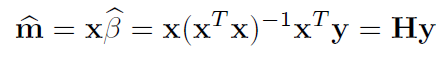 m̂ = xβ̂ = x(xᵀx)⁻¹xᵀy = Hy